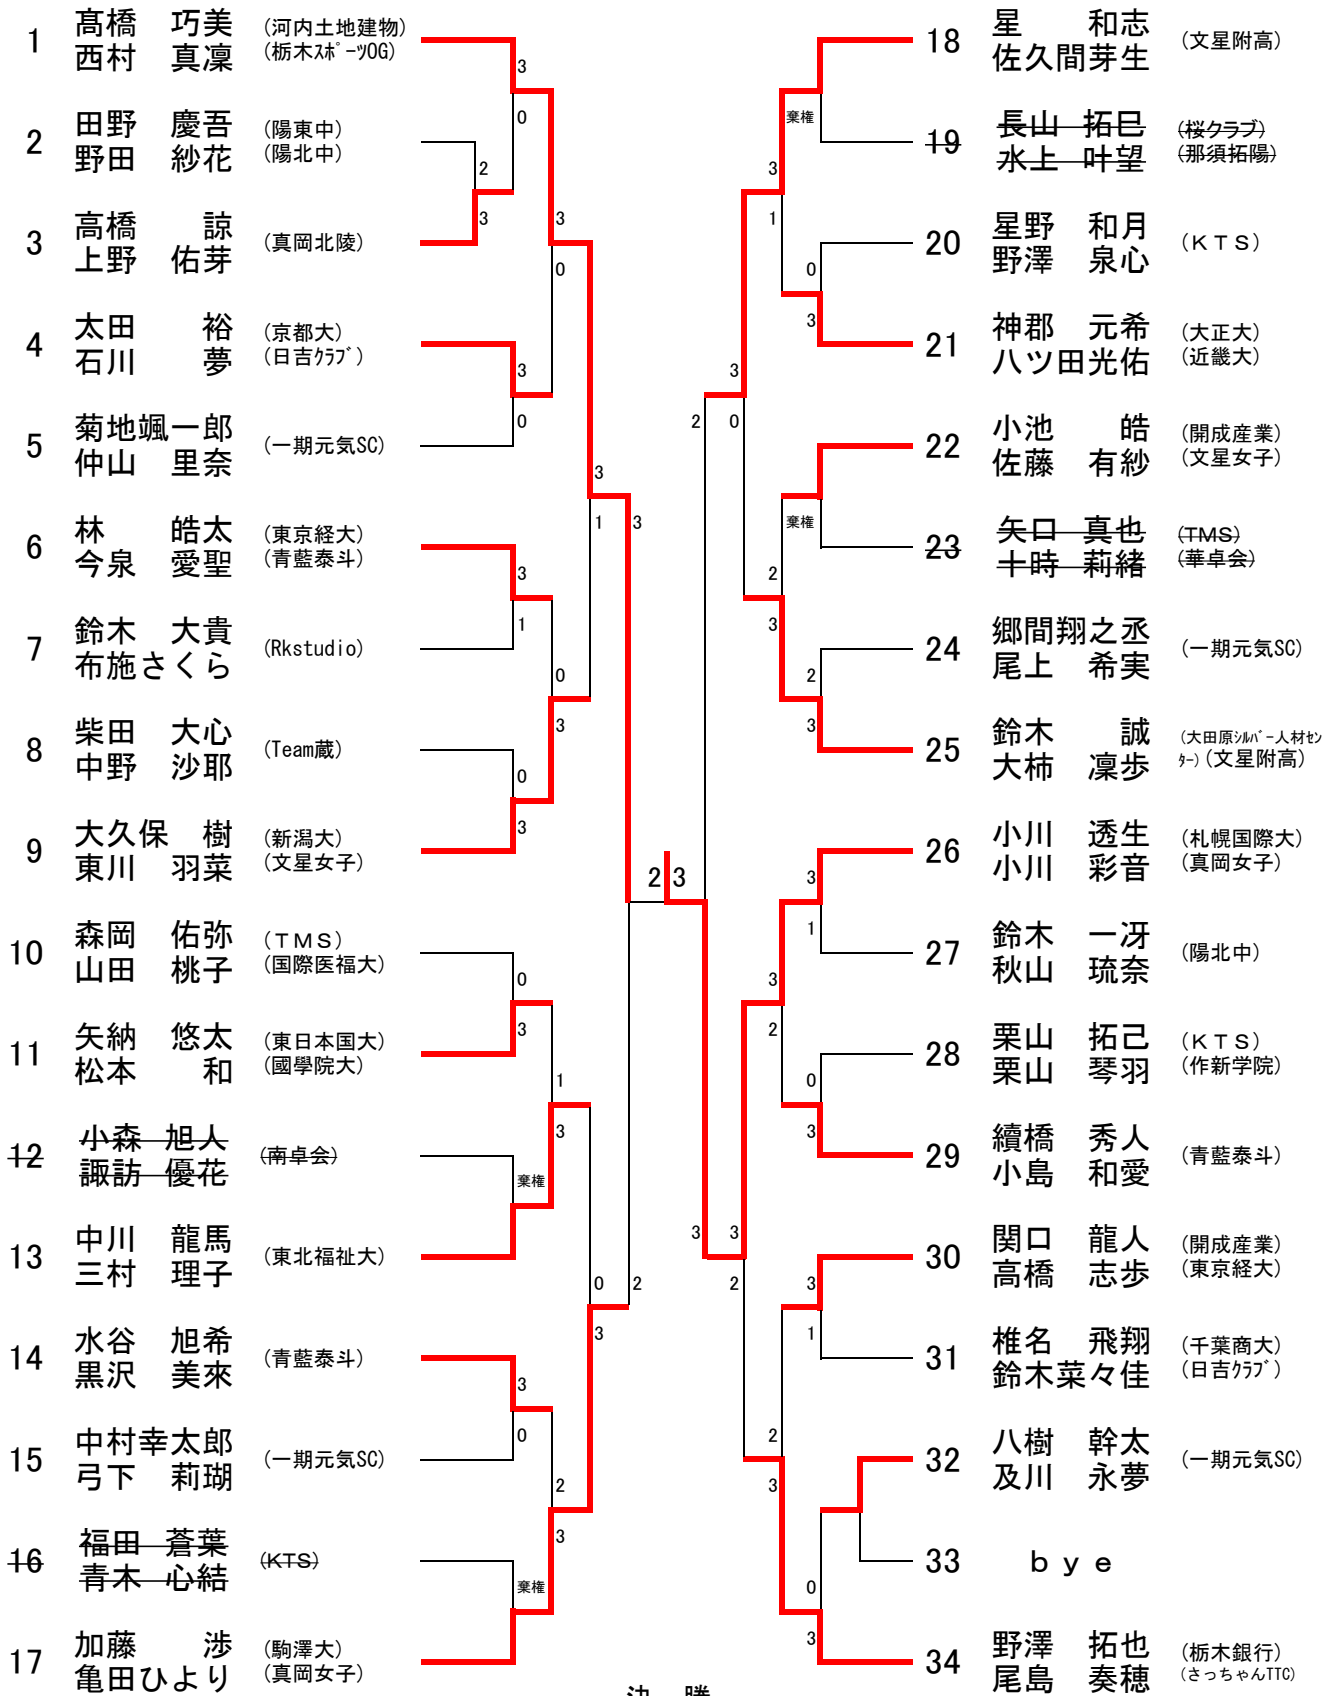 1 髙橋 巧美 (河内土地建物)
西村 真凜 (栃木ｽﾎﾟｰﾂOG)
3
0
2 田野 慶吾 (陽東中)
野田 紗花 (陽北中)
2
3
3 高橋 諒 (真岡北陵)
上野 佑芽
3
0
4 太田 裕 (京都大)
石川 夢 (日吉ｸﾗﾌﾞ)
3
0
5 菊地颯一郎 (一期元気SC)
仲山 里奈
3
1
6 林 皓太 (東京経大)
今泉 愛聖 (青藍泰斗)
3
1
7 鈴木 大貴 (Rkstudio)
布施さくら
0
3
8 柴田 大心 (Team蔵)
中野 沙耶
0
3
9 大久保 樹 (新潟大)
東川 羽菜 (文星女子)
3
2
10 森岡 佑弥 (ＴＭＳ)
山田 桃子 (国際医福大)
0
3
11 矢納 悠太 (東日本国大)
松本 和 (國學院大)
1
3
12 小森 旭人 (南卓会)
諏訪 優花
棄権
13 中川 龍馬 (東北福祉大)
三村 理子
0
3
14 水谷 旭希 (青藍泰斗)
黒沢 美來
3
0
15 中村幸太郎 (一期元気SC)
弓下 莉瑚
2
3
16 福田 蒼葉 (KTS)
青木 心結
棄権
17 加藤 渉 (駒澤大)
亀田ひより (真岡女子)
2 3
18 星 和志 (文星附高)
佐久間芽生
棄権
19 長山 拓巳 (桜クラブ)
水上 叶望 (那須拓陽)
3
1
20 星野 和月 (ＫＴＳ)
野澤 泉心
0
3
21 神郡 元希 (大正大)
八ツ田光佑 (近畿大)
3
0
22 小池 皓 (開成産業)
佐藤 有紗 (文星女子)
棄権
23 矢口 真也 (TMS)
十時 莉緒 (華卓会)
2
3
24 郷間翔之丞 (一期元気SC)
尾上 希実
2
3
25 鈴木 誠 (大田原ｼﾙﾊﾞｰ人材ｾﾝ
大柿 凜歩 ﾀｰ)(文星附高)
2
3
26 小川 透生 (札幌国際大)
小川 彩音 (真岡女子)
3
1
27 鈴木 一冴 (陽北中)
秋山 琉奈
3
2
28 栗山 拓己 (ＫＴＳ)
栗山 琴羽 (作新学院)
0
3
29 續橋 秀人 (青藍泰斗)
小島 和愛
3
2
30 関口 龍人 (開成産業)
高橋 志歩 (東京経大)
3
1
31 椎名 飛翔 (千葉商大)
鈴木菜々佳 (日吉ｸﾗﾌﾞ)
2
3
32 八樹 幹太 (一期元気SC)
及川 永夢
33 ｂｙｅ
0
3
34 野澤 拓也 (栃木銀行)
尾島 奏穂 (さっちゃんTTC)
決 勝